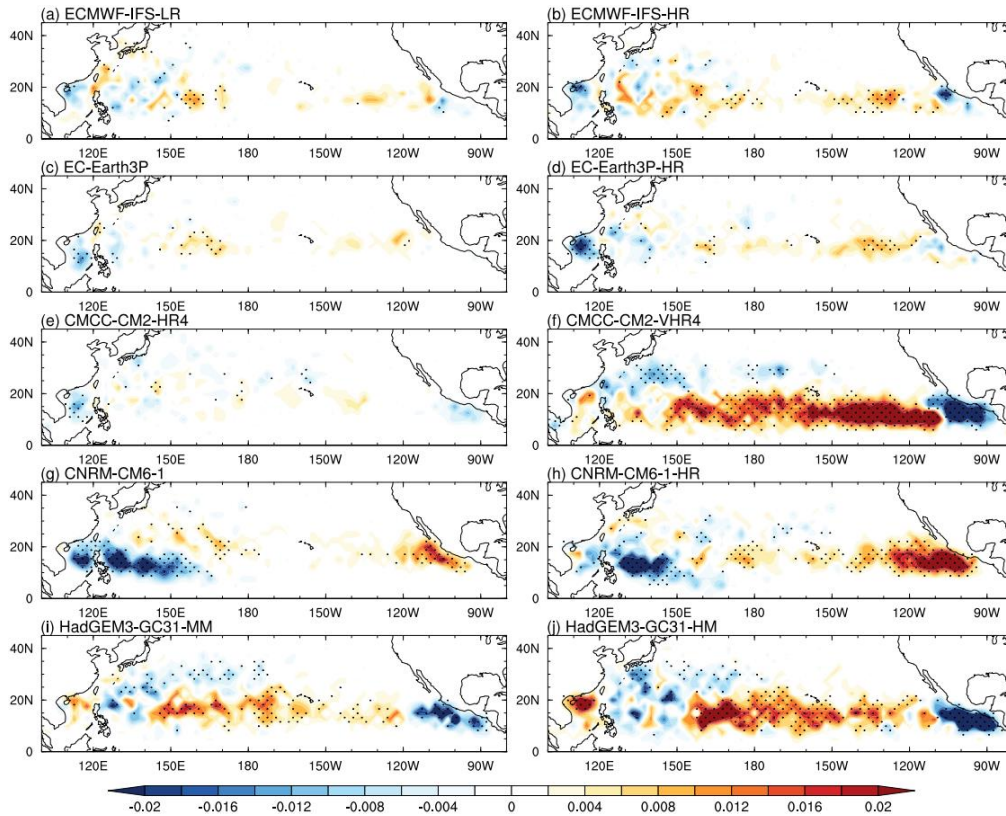 (a) ECMWF-IFS-LR
(b) ECMWF-IFS-HR
40N
20N
0
120E 150E 180 150W 120W 90W
40N
20N
0
120E 150E 180 150W 120W 90W
(c) EC-Earth3P
(d) EC-Earth3P-HR
40N
20N
0
120E 150E 180 150W 120W 90W
40N
20N
0
120E 150E 180 150W 120W 90W
(e) CMCC-CM2-HR4
(f) CMCC-CM2-VHR4
40N
20N
0
120E 150E 180 150W 120W 90W
40N
20N
0
120E 150E 180 150W 120W 90W
(g) CNRM-CM6-1
(h) CNRM-CM6-1-HR
40N
20N
0
120E 150E 180 150W 120W 90W
40N
20N
0
120E 150E 180 150W 120W 90W
(i) HadGEM3-GC31-MM
(j) HadGEM3-GC31-HM
40N
20N
0
120E 150E 180 150W 120W 90W
40N
20N
0
120E 150E 180 150W 120W 90W
-0.02 -0.016 -0.012 -0.008 -0.004 0 0.004 0.008 0.012 0.016 0.02